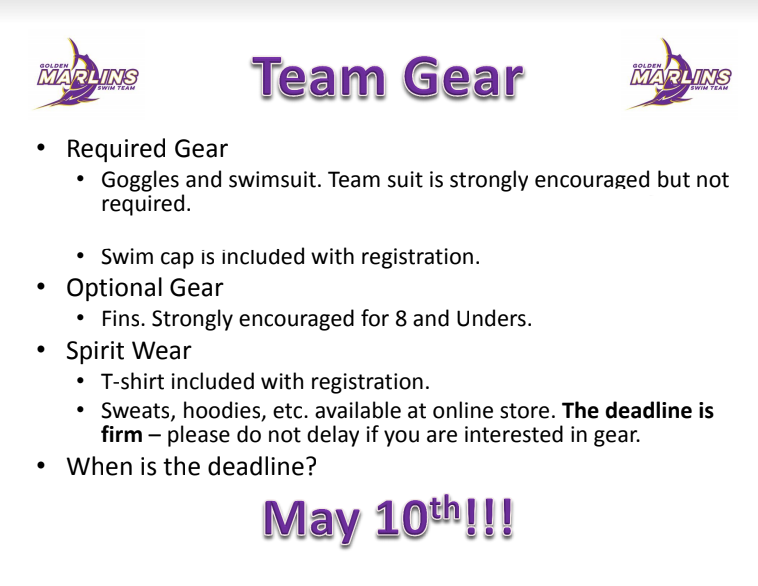 GOLDEN
MARLINS
SWIM TEAM
Team Gear
GOLDEN
MARLINS
SWIM TEAM
• Required Gear
• Goggles and swimsuit. Team suit is strongly encouraged but not
required.
• Swim cap is included with registration.
• Optional Gear
• Fins. Strongly encouraged for 8 and Unders.
• Spirit Wear
• T-shirt included with registration.
• Sweats, hoodies, etc. available at online store. The deadline is
firm – please do not delay if you are interested in gear.
• When is the deadline?
May 10th!!!